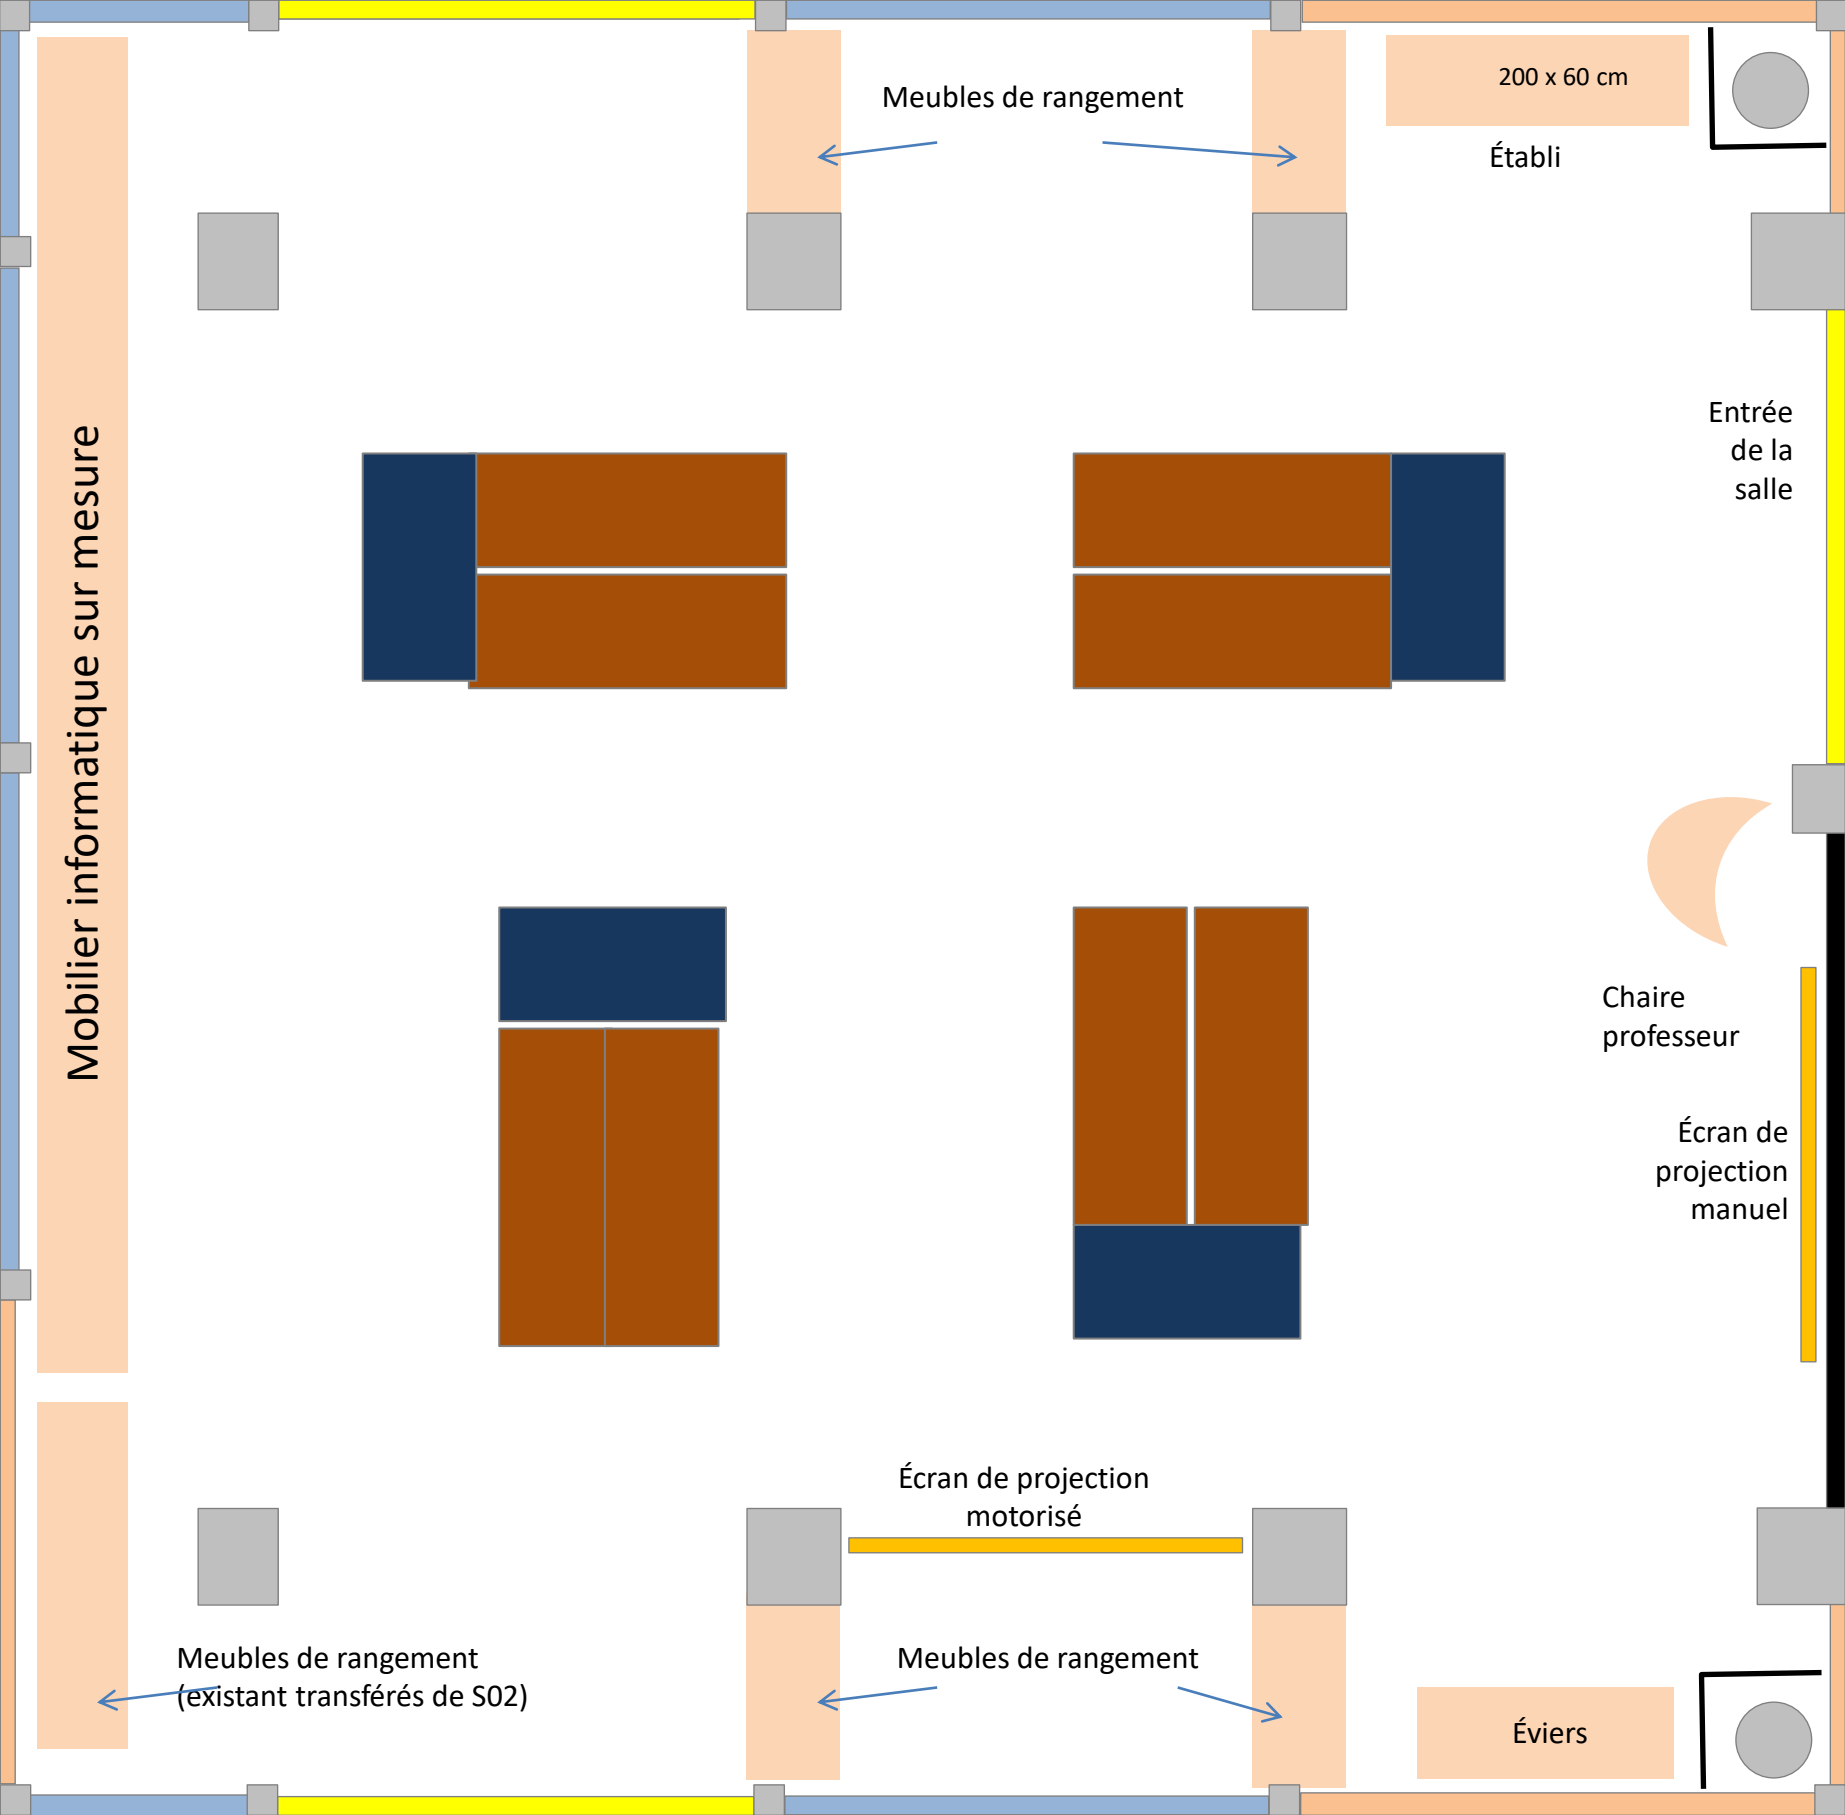 Meubles de rangement
200 x 60 cm
Établi
Entrée
de la
salle
Mobilier informatique sur mesure
Chaire
professeur
Écran de
projection
manuel
Écran de projection
motorisé
Meubles de rangement
(existant transférés de S02)
Meubles de rangement
Éviers